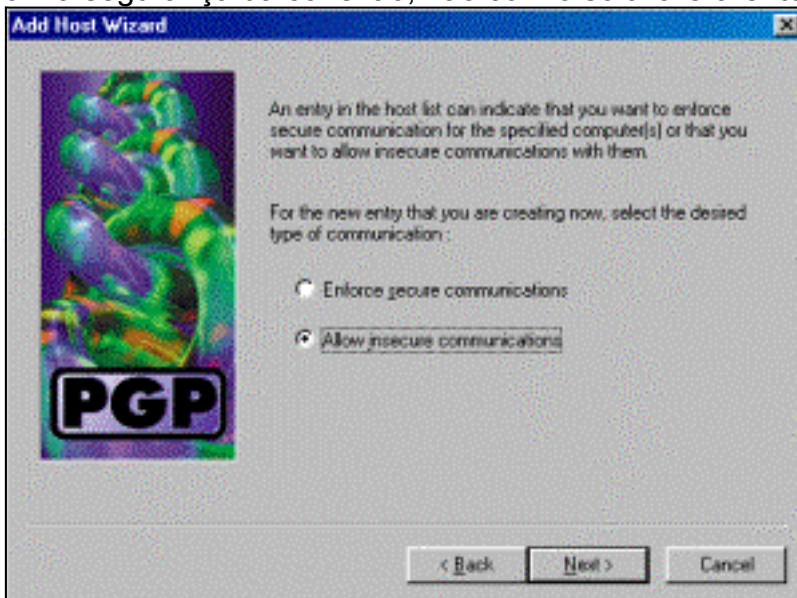 Add Host Wizard
An entry in the host list can indicate that you want to enforce
secure communication for the specified computer(s) or that you
want to allow insecure communications with them.
For the new entry that you are creating now, select the desired
type of communication :
Enforce secure communications
Allow insecure communications
PGP
< Back
Next >
Cancel